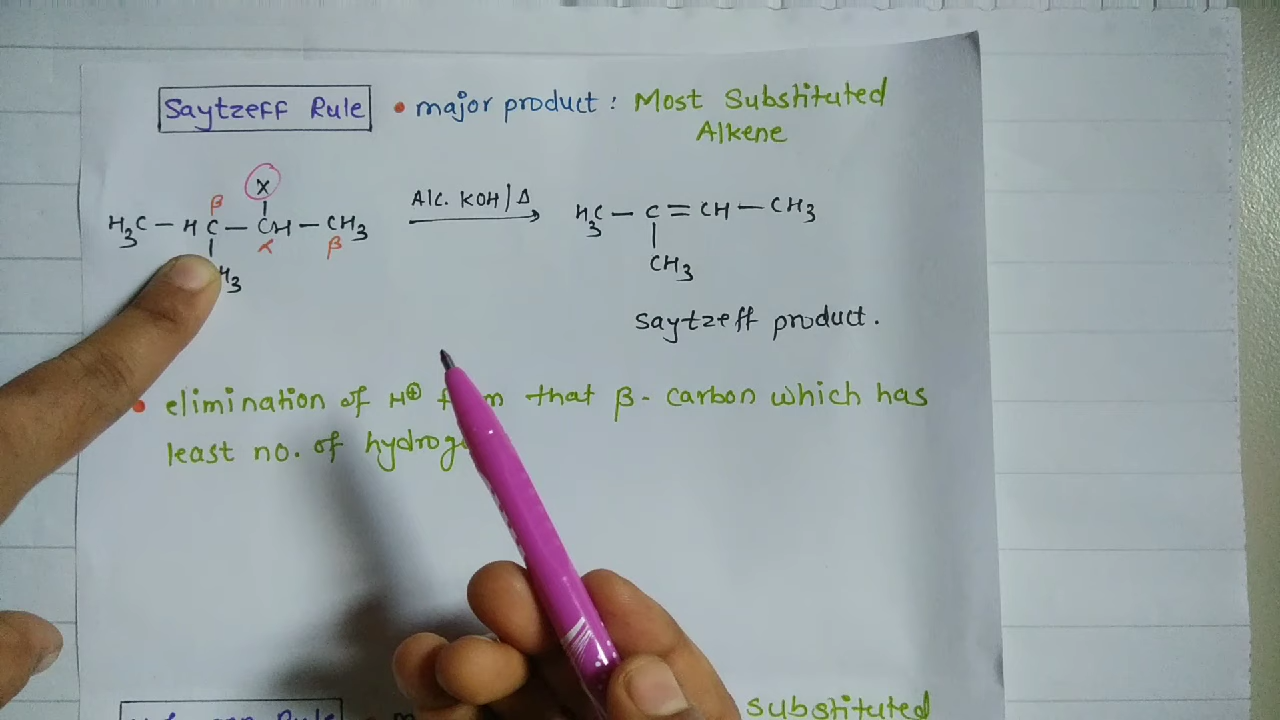 Saytzeff Rule • major product : Most Substituted
Alkene
X
β
H3C — HC — CH — CH3
α β
H3
Alc. KOH/Δ
H3C — C = CH — CH3
CH3
Saytzeff product.
• elimination of H⊕ that β- carbon which has
least no. of
substituted